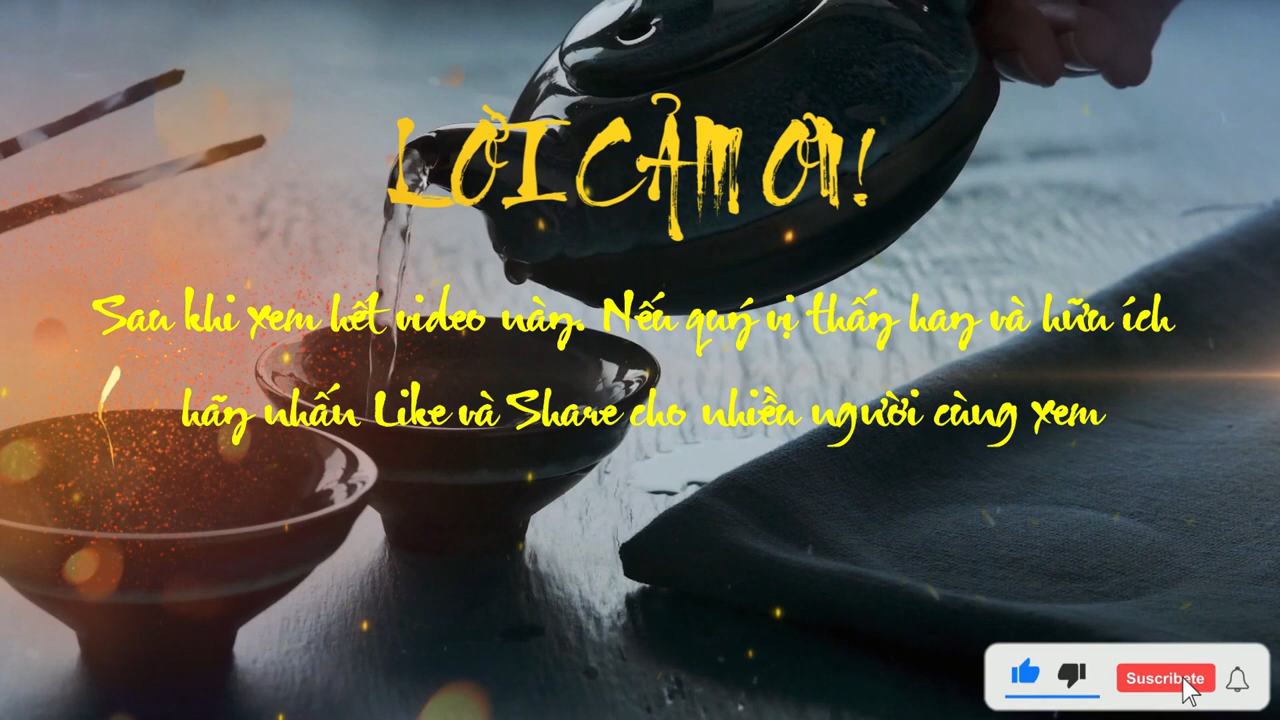 LỜI CẢM ƠN!
Sau khi xem hết video này. Nếu quý vị thấy hay và hữu ích
hãy nhấn Like và Share cho nhiều người cùng xem
Suscribete